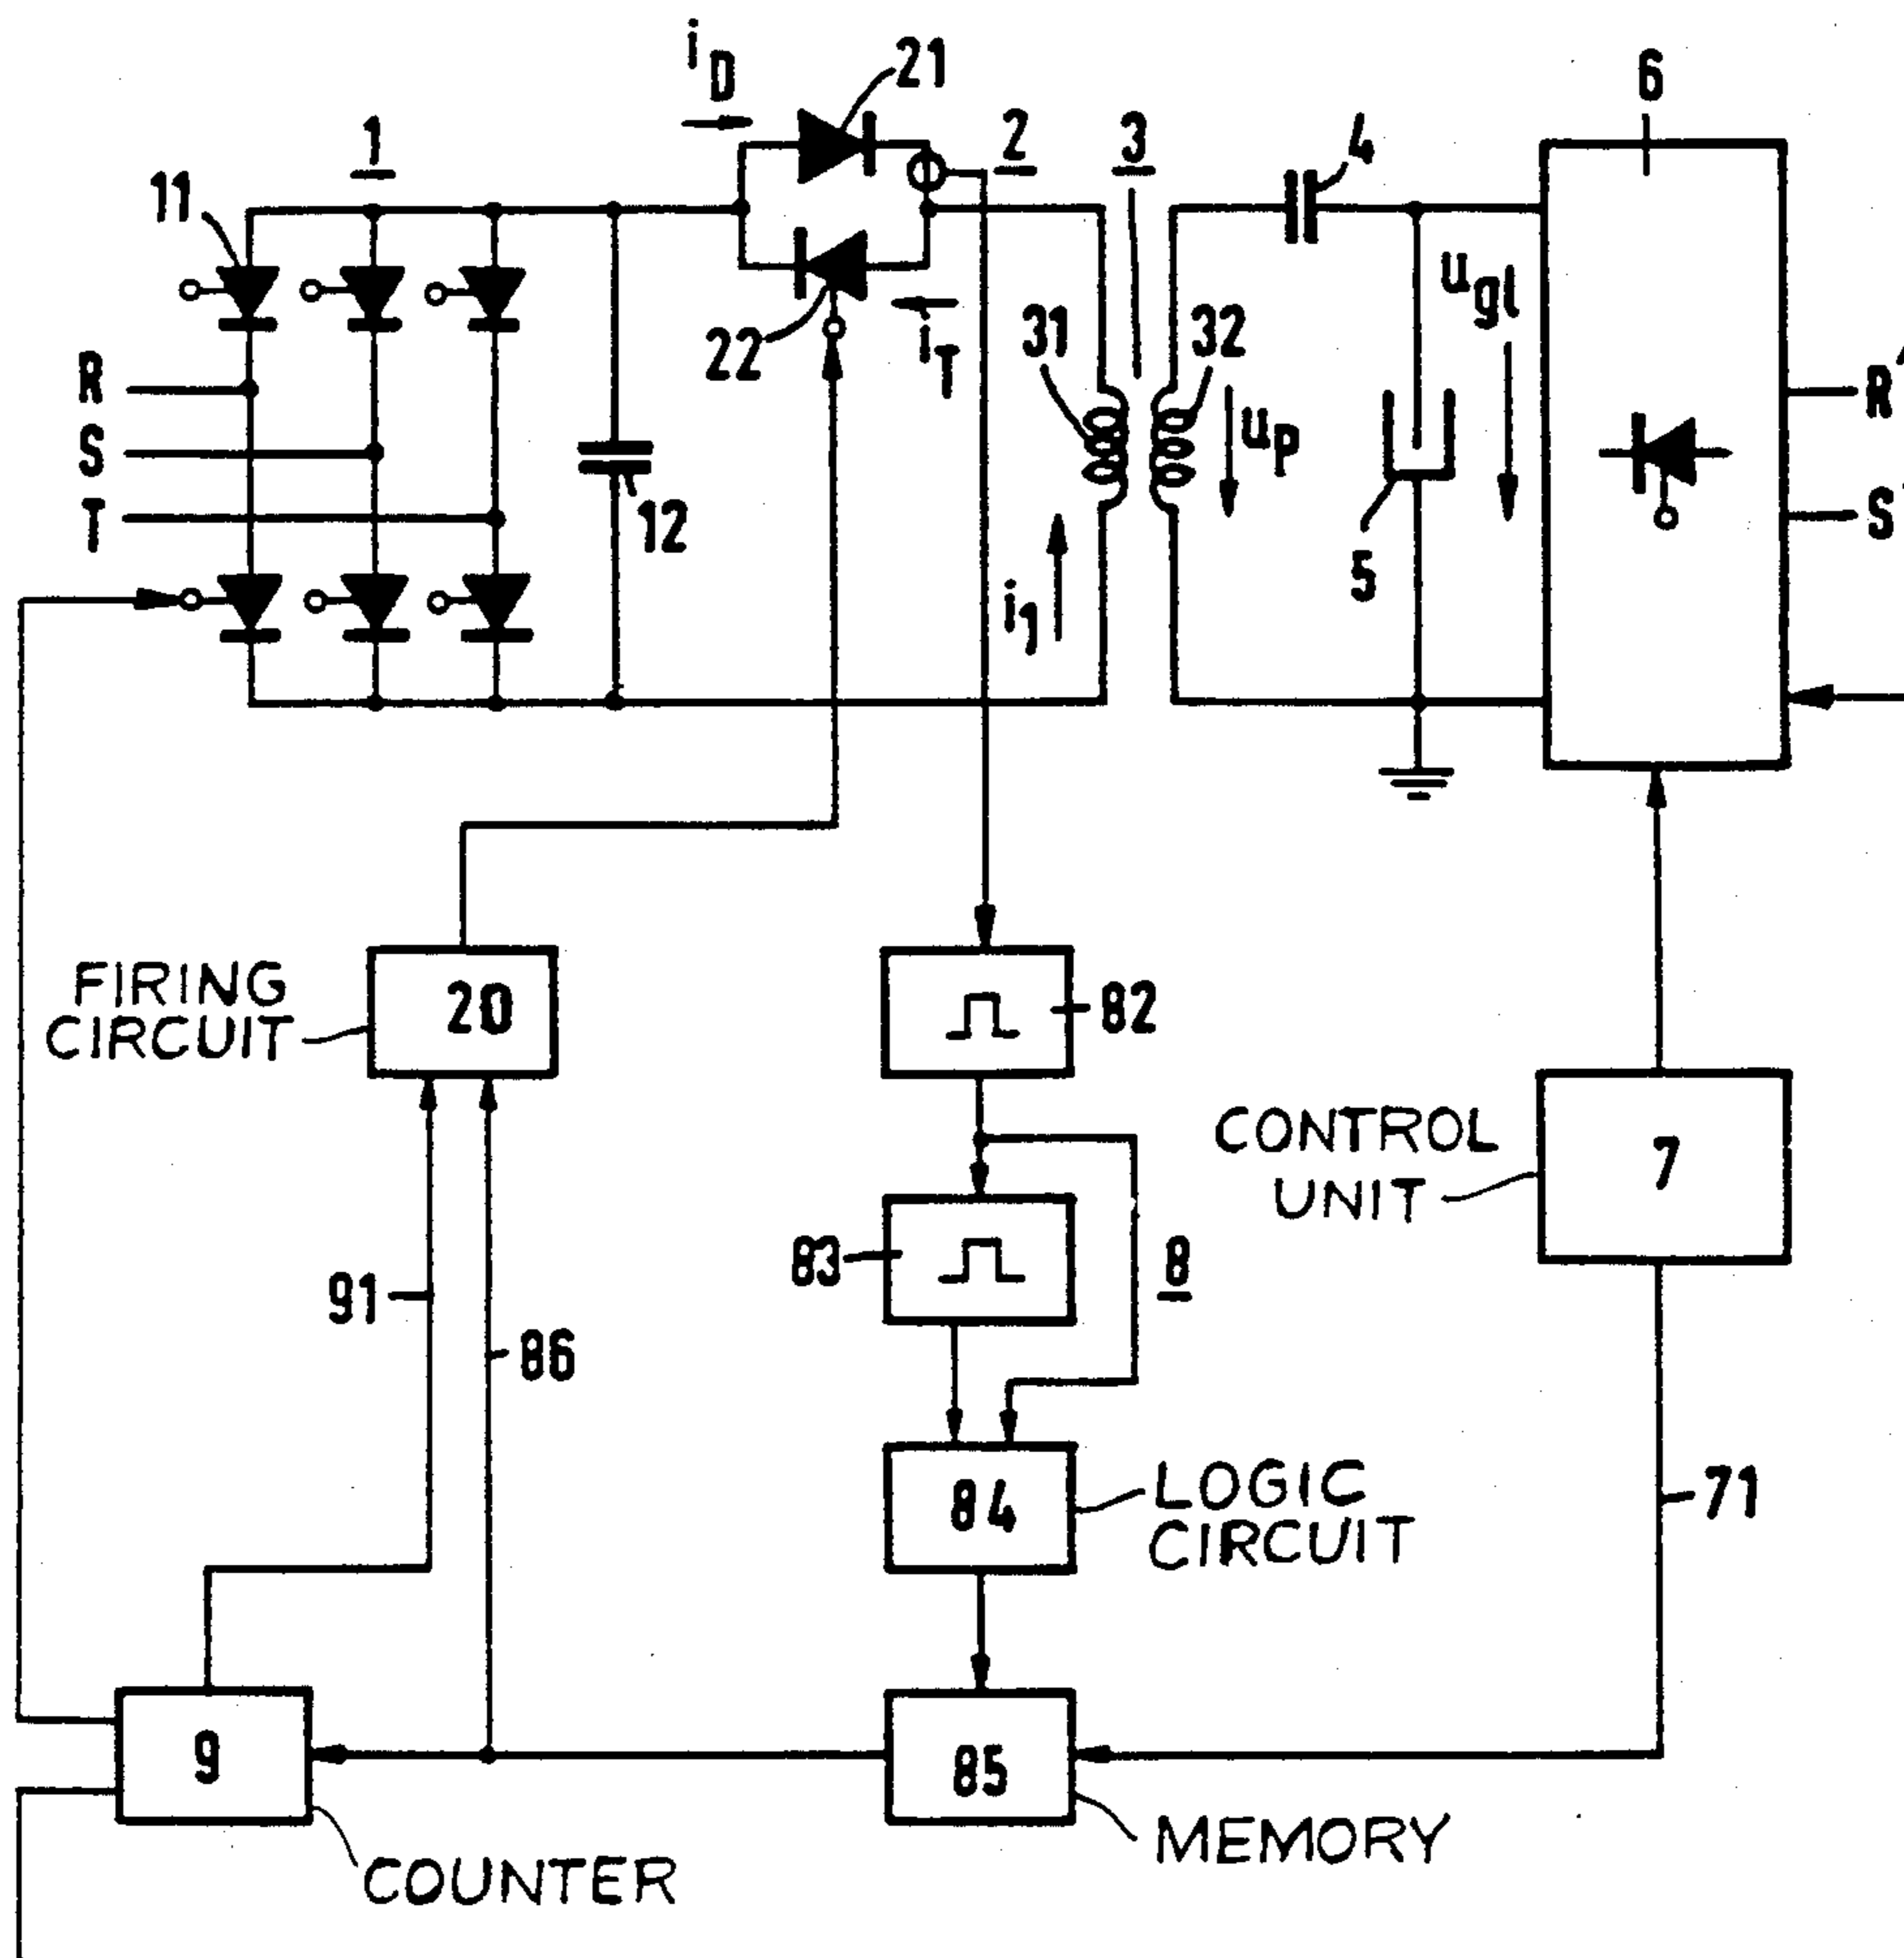 i_D
21
6
1
2
3
4
11
u_gl
31
32
22
i_T
R
R'
u_p
S
T
12
S'
5
i_1
FIRING
CIRCUIT
20
82
CONTROL
UNIT
7
83
8
91
86
84
LOGIC
CIRCUIT
71
9
85
MEMORY
COUNTER